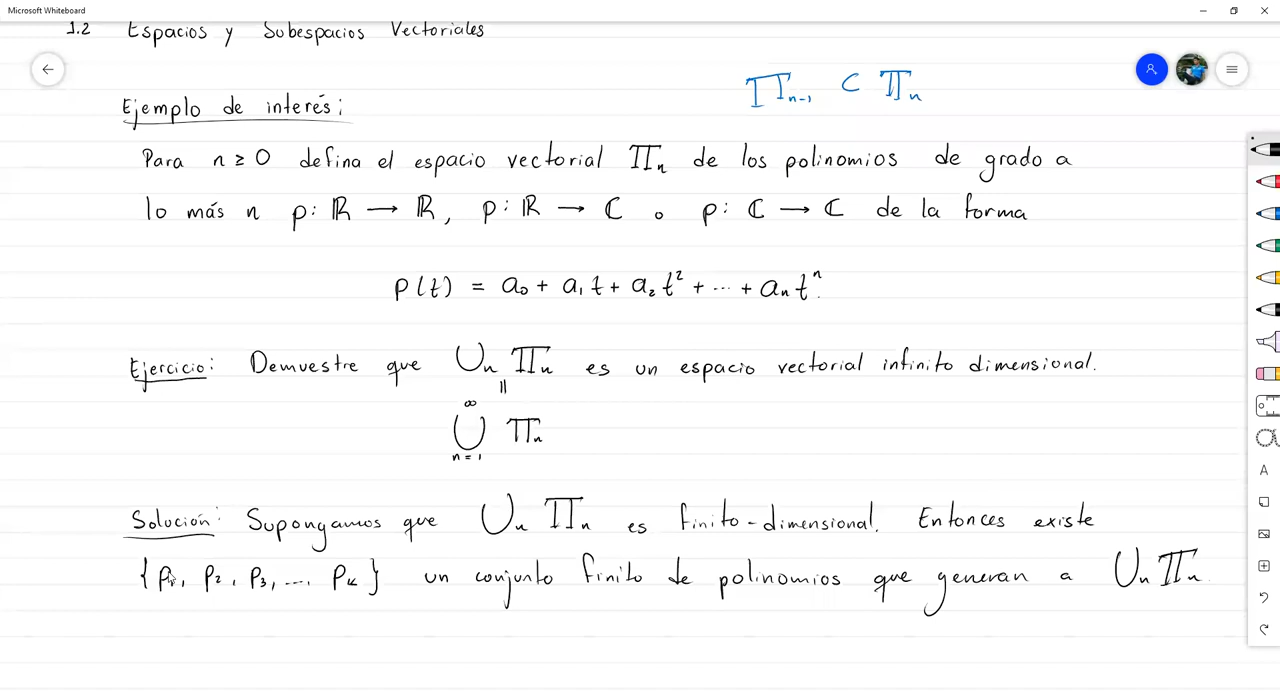 Microsoft Whiteboard
1.2 Espacios y Subespacios Vectoriales
Π_{n-1} ⊂ Π_n
Ejemplo de interés:
Para n ≥ 0 defina el espacio vectorial Π_n de los polinomios de grado a
lo más n p: ℝ → ℝ, p: ℝ → ℂ o p: ℂ → ℂ de la forma
p(t) = a_0 + a_1 t + a_2 t^2 + ... + a_n t^n.
Ejercicio: Demuestre que ∪_n Π_n es un espacio vectorial infinito dimensional.
||
∞
∪ Π_n
n=1
Solución: Supongamos que ∪_n Π_n es finito-dimensional. Entonces existe
{p_1, p_2, p_3, ..., p_k} un conjunto finito de polinomios que generan a ∪_n Π_n.
A